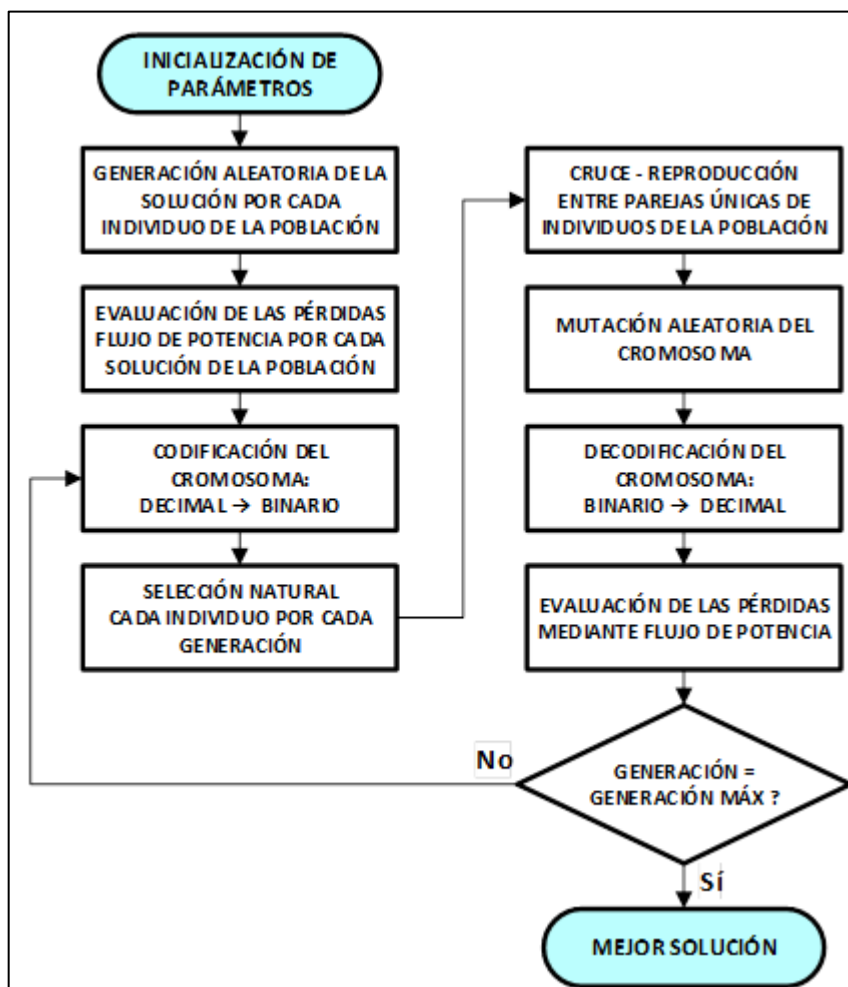 INICIALIZACIÓN DE
PARÁMETROS
GENERACIÓN ALEATORIA DE LA
SOLUCIÓN POR CADA
INDIVIDUO DE LA POBLACIÓN
EVALUACIÓN DE LAS PÉRDIDAS
FLUJO DE POTENCIA POR CADA
SOLUCIÓN DE LA POBLACIÓN
CODIFICACIÓN DEL
CROMOSOMA:
DECIMAL → BINARIO
SELECCIÓN NATURAL
CADA INDIVIDUO POR CADA
GENERACIÓN
CRUCE - REPRODUCCIÓN
ENTRE PAREJAS ÚNICAS DE
INDIVIDUOS DE LA POBLACIÓN
MUTACIÓN ALEATORIA DEL
CROMOSOMA
DECODIFICACIÓN DEL
CROMOSOMA:
BINARIO → DECIMAL
EVALUACIÓN DE LAS PÉRDIDAS
MEDIANTE FLUJO DE POTENCIA
GENERACIÓN =
GENERACIÓN MÁX ?
No
Sí
MEJOR SOLUCIÓN